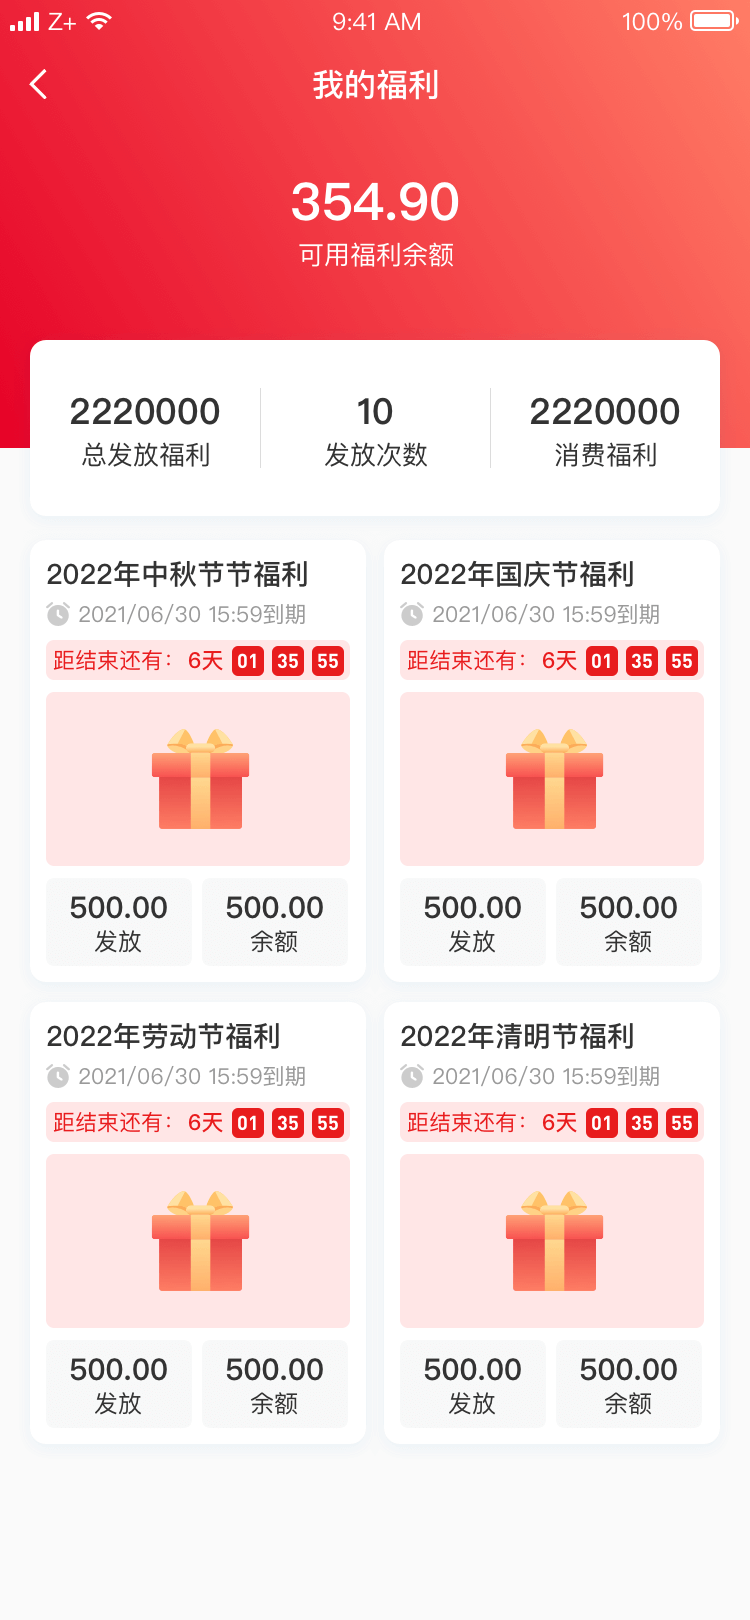 Z+ 9:41 AM 100%
我的福利
354.90
可用福利余额
2220000 10 2220000
总发放福利 发放次数 消费福利
2022年中秋节节福利
2021/06/30 15:59到期
距结束还有： 6天 01 35 55
500.00 500.00
发放 余额
2022年国庆节福利
2021/06/30 15:59到期
距结束还有： 6天 01 35 55
500.00 500.00
发放 余额
2022年劳动节福利
2021/06/30 15:59到期
距结束还有： 6天 01 35 55
500.00 500.00
发放 余额
2022年清明节福利
2021/06/30 15:59到期
距结束还有： 6天 01 35 55
500.00 500.00
发放 余额